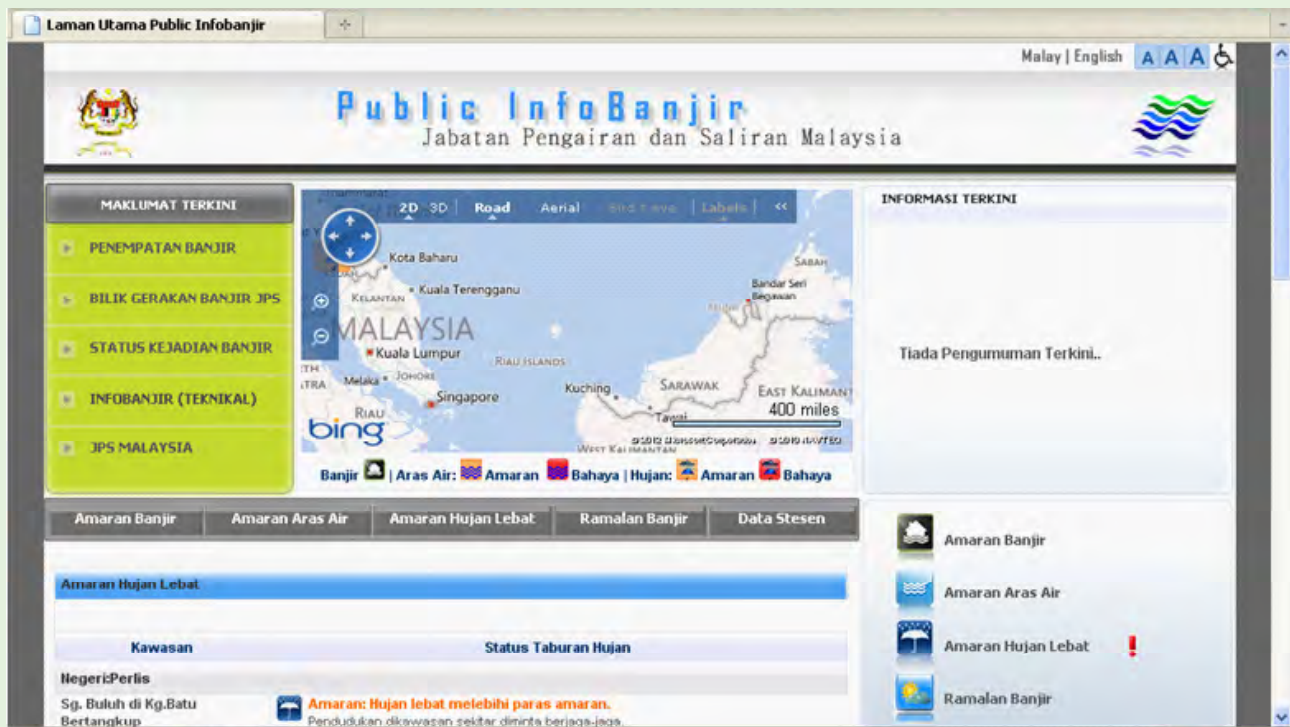 Laman Utama Public Infobanjir
Malay | English A A A
Public InfoBanjir
Jabatan Pengairan dan Saliran Malaysia
MAKLUMAT TERKINI
PENEMPATAN BANJIR
BILIK GERAKAN BANJIR JPS
STATUS KEJADIAN BANJIR
INFOBANJIR (TEKNIKAL)
JPS MALAYSIA
2D 3D | Road Aerial Labels <<
Kota Baharu
SABAH
Kuala Terengganu
Bandar Seri
Begawan
KELANTAN
MALAYSIA
Kuala Lumpur
RIAU ISLANDS
Melaka
JOHORE
Singapore
Kuching
SARAWAK
EAST KALIMANT
RIAU
400 miles
bing
WEST KALIMANTAN
Banjir | Aras Air: Amaran Bahaya | Hujan: Amaran Bahaya
INFORMASI TERKINI
Tiada Pengumuman Terkini..
Amaran Banjir
Amaran Aras Air
Amaran Hujan Lebat
Ramalan Banjir
Data Stesen
Amaran Hujan Lebat
Kawasan
Status Taburan Hujan
Negeri:Perlis
Sg. Buluh di Kg.Batu
Bertangkup
Amaran: Hujan lebat melebihi paras amaran.
Pendudukan dikawasan sekitar diminta berjaga-jaga.
Amaran Banjir
Amaran Aras Air
Amaran Hujan Lebat !
Ramalan Banjir